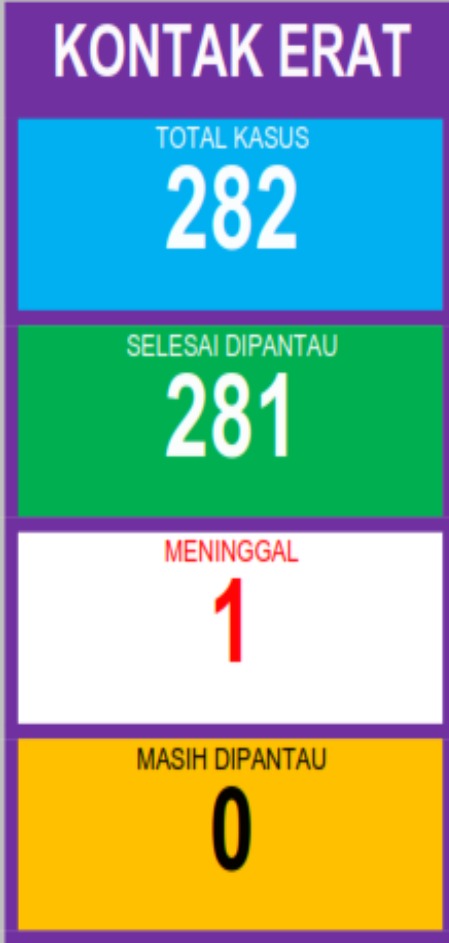 KONTAK ERAT
TOTAL KASUS
282
SELESAI DIPANTAU
281
MENINGGAL
1
MASIH DIPANTAU
0